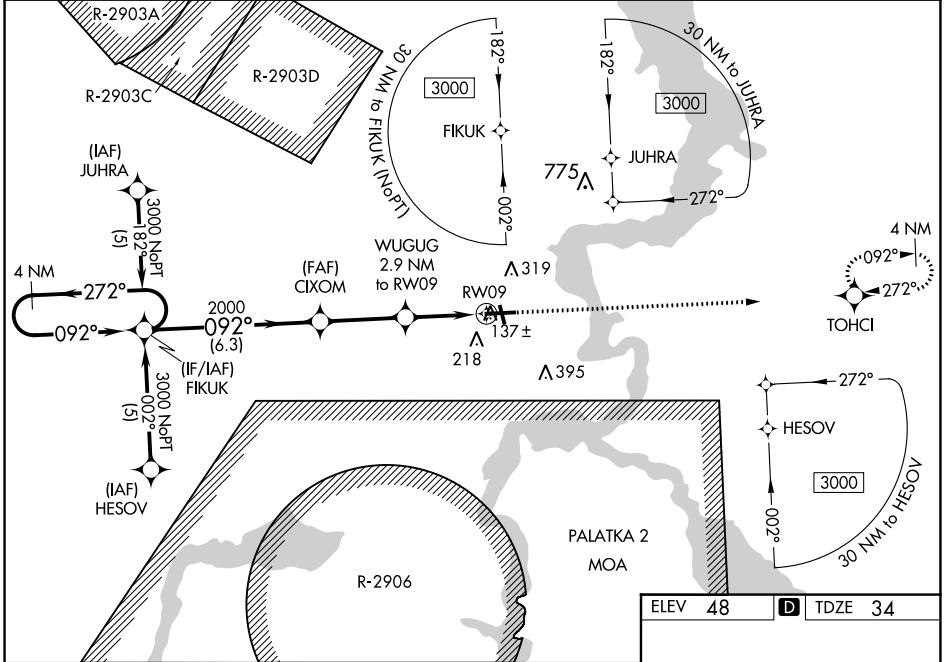 R-2903A
R-2903C
R-2903D
30 NM to FIKUK (NoPT)
182°
3000
FIKUK
002°
30 NM to JUHRA
182°
3000
JUHRA
775
272°
(IAF)
JUHRA
3000 NoPT
182°
(5)
4 NM
272°
092°
2000
092°
(6.3)
(IF/IAF)
FIKUK
3000 NoPT
002°
(5)
(IAF)
HESOV
(FAF)
CIXOM
WUGUG
2.9 NM
to RW09
319
RW09
137 ±
218
395
4 NM
092°
272°
TOHCI
272°
HESOV
3000
002°
30 NM to HESOV
PALATKA 2
MOA
R-2906
ELEV 48 D TDZE 34